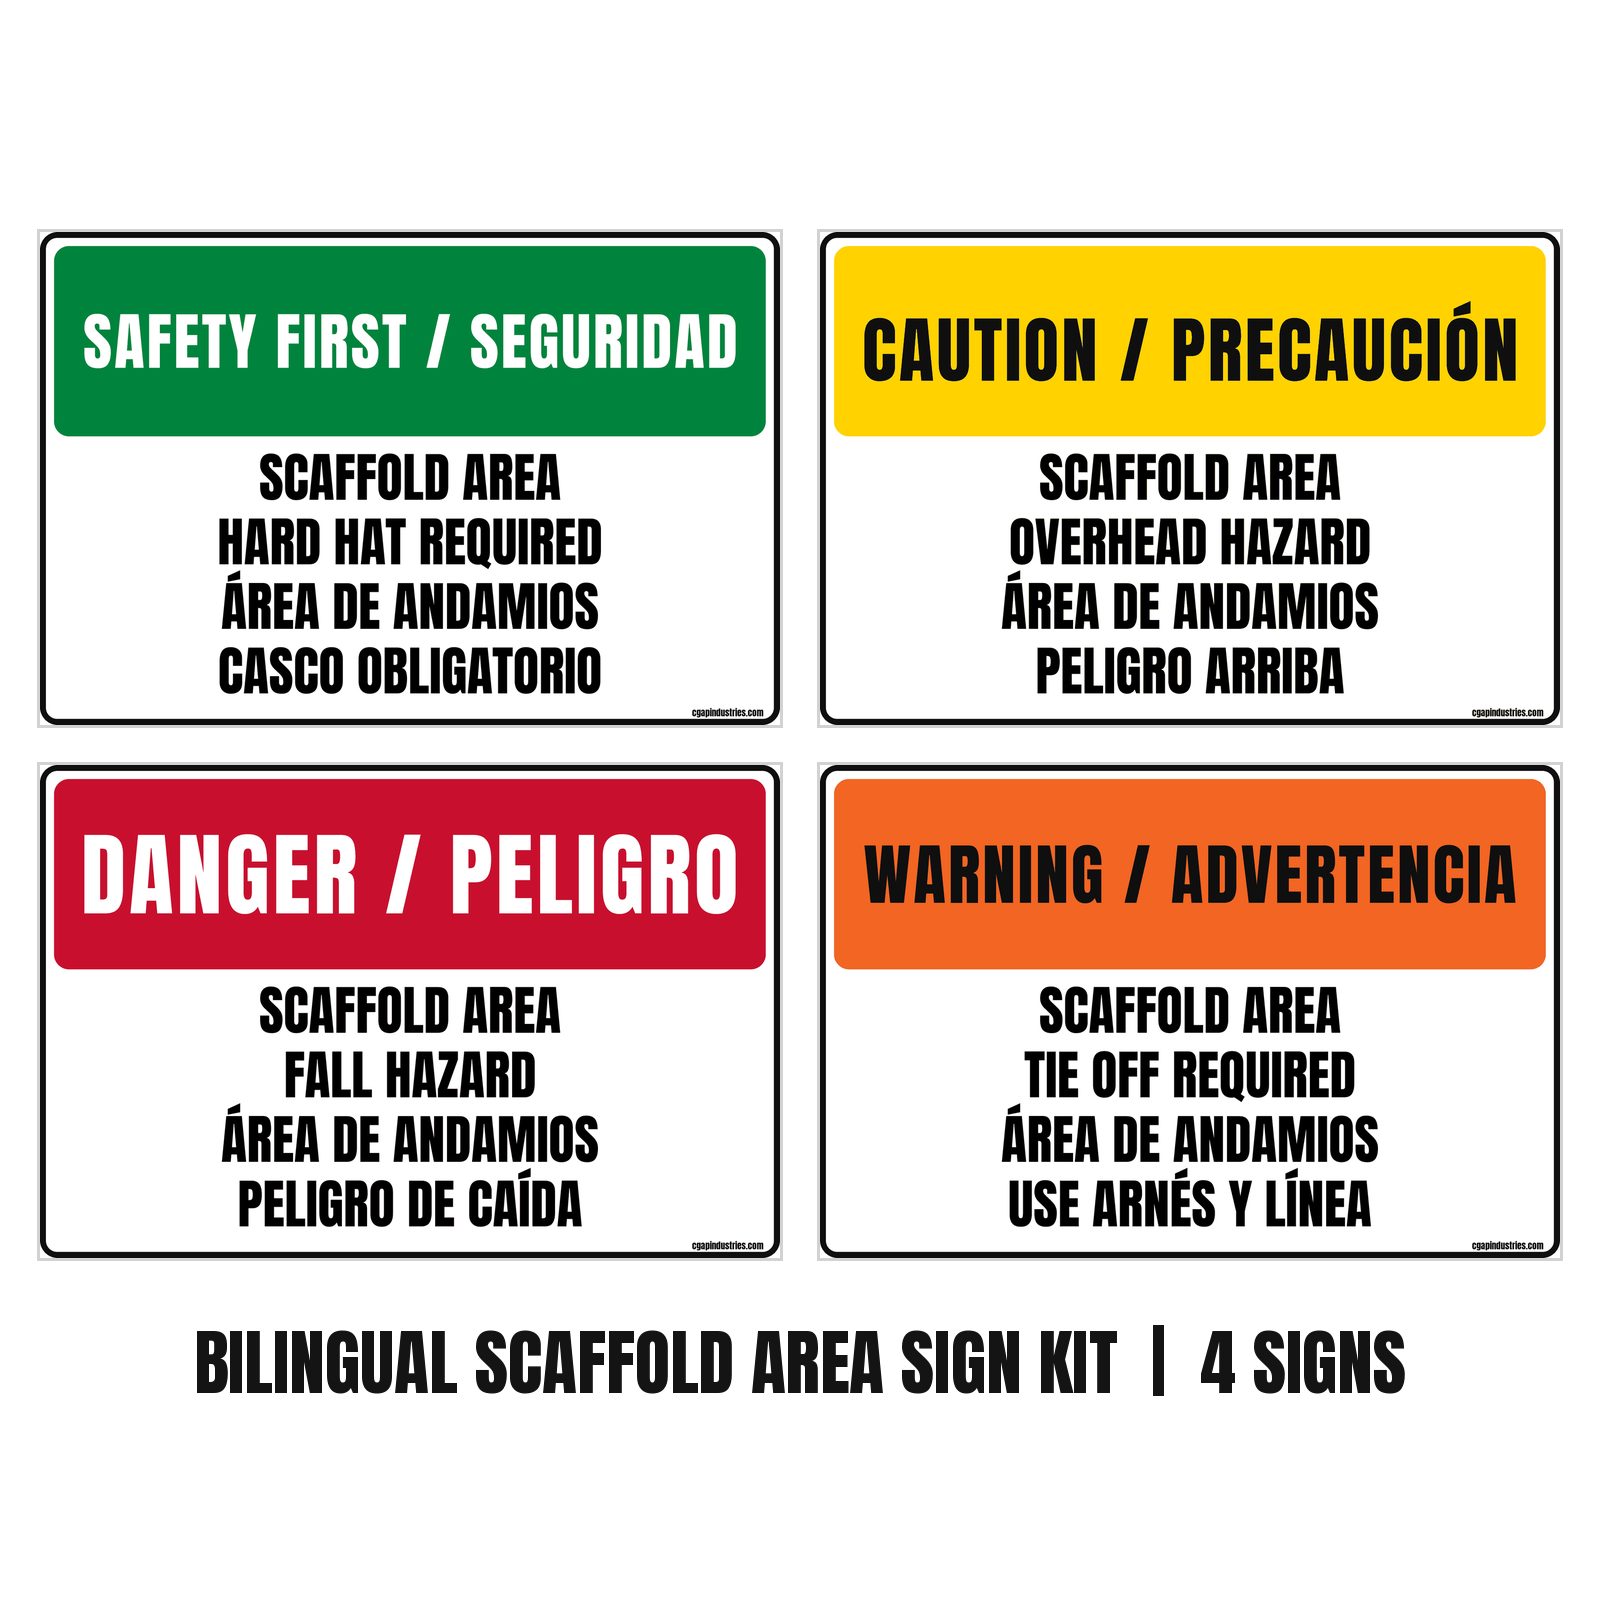 SAFETY FIRST / SEGURIDAD
SCAFFOLD AREA
HARD HAT REQUIRED
ÁREA DE ANDAMIOS
CASCO OBLIGATORIO
cgapindustries.com
CAUTION / PRECAUCIÓN
SCAFFOLD AREA
OVERHEAD HAZARD
ÁREA DE ANDAMIOS
PELIGRO ARRIBA
cgapindustries.com
DANGER / PELIGRO
SCAFFOLD AREA
FALL HAZARD
ÁREA DE ANDAMIOS
PELIGRO DE CAÍDA
cgapindustries.com
WARNING / ADVERTENCIA
SCAFFOLD AREA
TIE OFF REQUIRED
ÁREA DE ANDAMIOS
USE ARNÉS Y LÍNEA
cgapindustries.com
BILINGUAL SCAFFOLD AREA SIGN KIT | 4 SIGNS